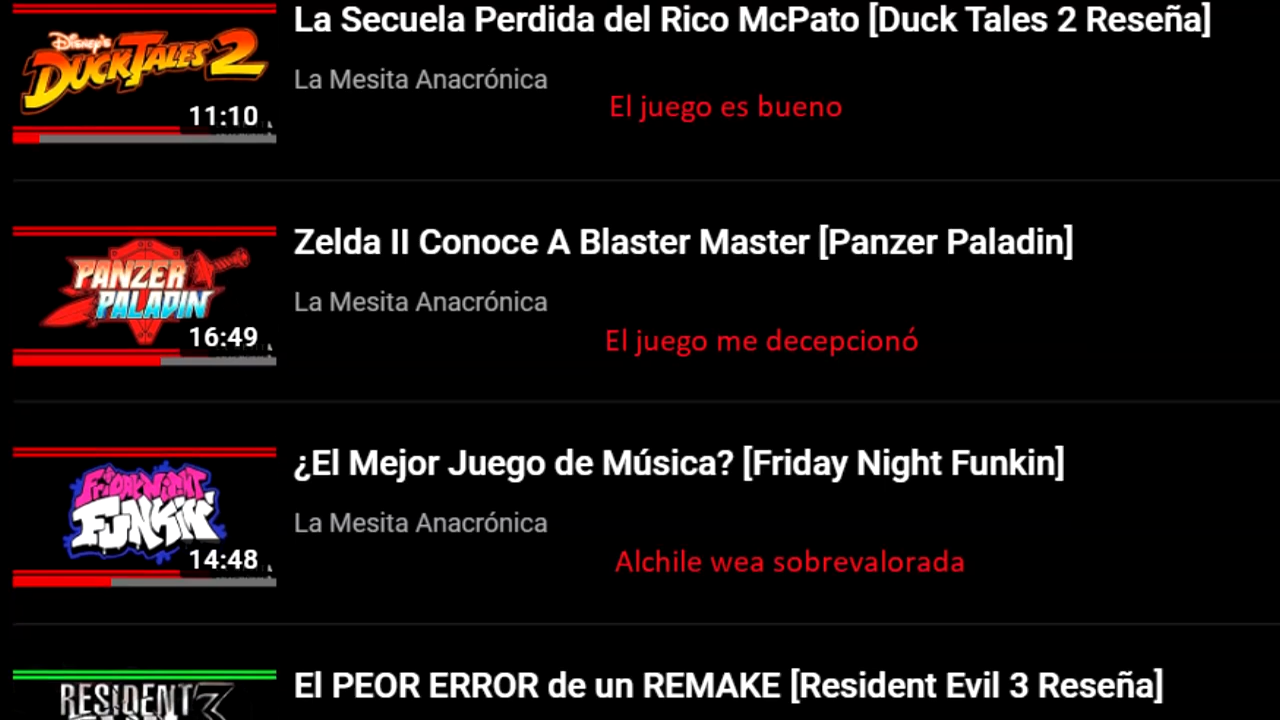 La Secuela Perdida del Rico McPato [Duck Tales 2 Reseña]
Disney's
DUCKTALES 2
La Mesita Anacrónica
El juego es bueno
11:10
Zelda II Conoce A Blaster Master [Panzer Paladin]
PANZER
PALADIN
La Mesita Anacrónica
16:49
El juego me decepcionó
¿El Mejor Juego de Música? [Friday Night Funkin]
FRIDAY NIGHT
FUNKIN'
La Mesita Anacrónica
14:48
Alchile wea sobrevalorada
El PEOR ERROR de un REMAKE [Resident Evil 3 Reseña]
RESIDENT 3